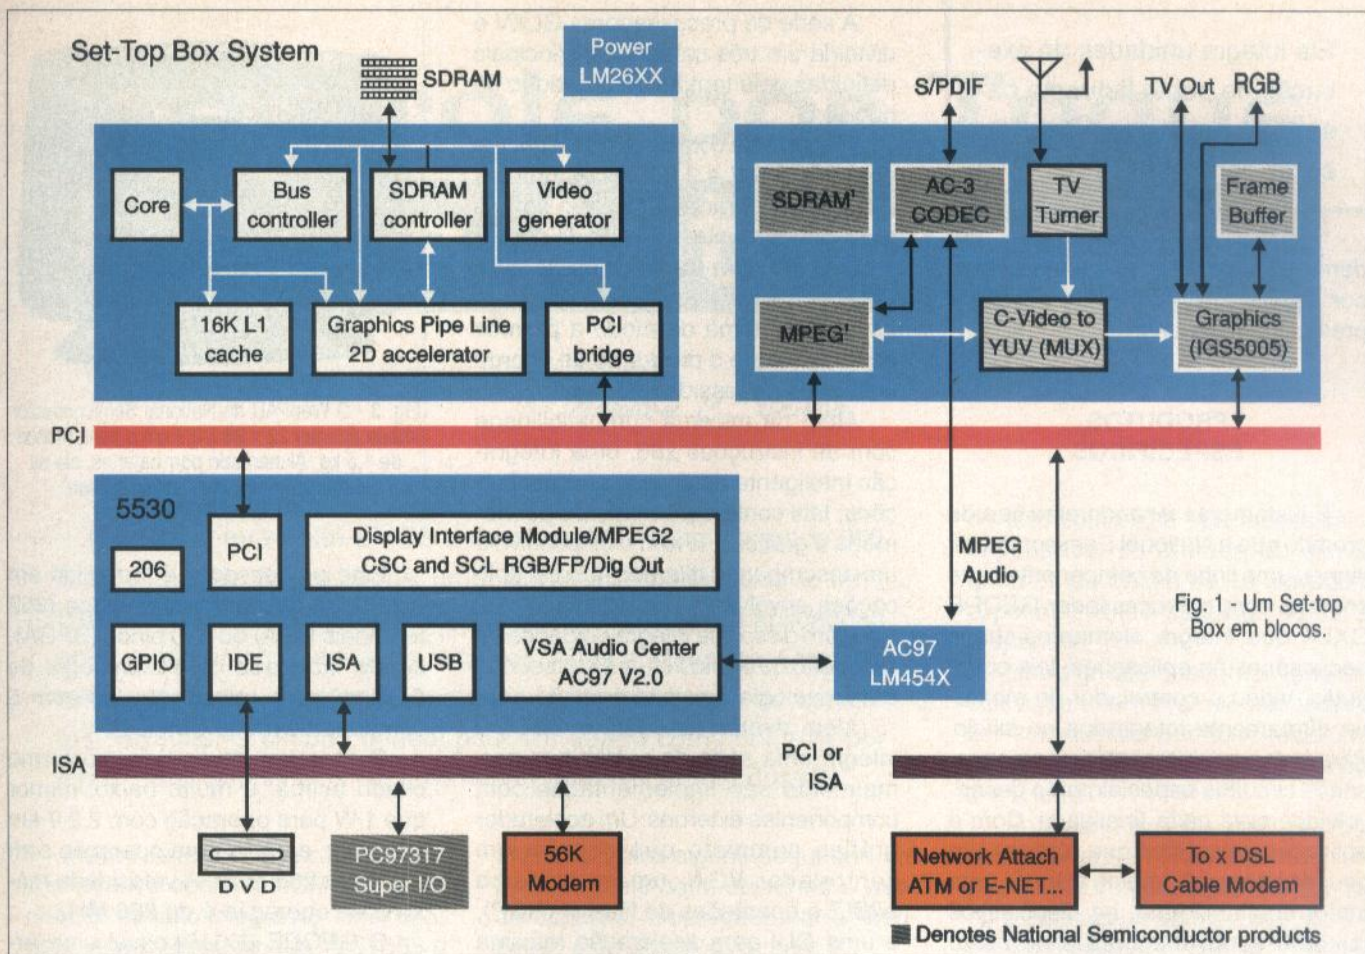 Set-Top Box System
SDRAM
Power
LM26XX
S/PDIF
TV Out
RGB
Core
Bus
controller
SDRAM
controller
Video
generator
16K L1
cache
Graphics Pipe Line
2D accelerator
PCI
bridge
SDRAM¹
AC-3
CODEC
TV
Turner
Frame
Buffer
MPEG¹
C-Video to
YUV (MUX)
Graphics
(IGS5005)
PCI
5530
206
PCI
Display Interface Module/MPEG2
CSC and SCL RGB/FP/Dig Out
GPIO
IDE
ISA
USB
VSA Audio Center
AC97 V2.0
MPEG
Audio
AC97
LM454X
Fig. 1 - Um Set-top
Box em blocos.
ISA
PCI or
ISA
DVD
PC97317
Super I/O
56K
Modem
Network Attach
ATM or E-NET...
To x DSL
Cable Modem
Denotes National Semiconductor products